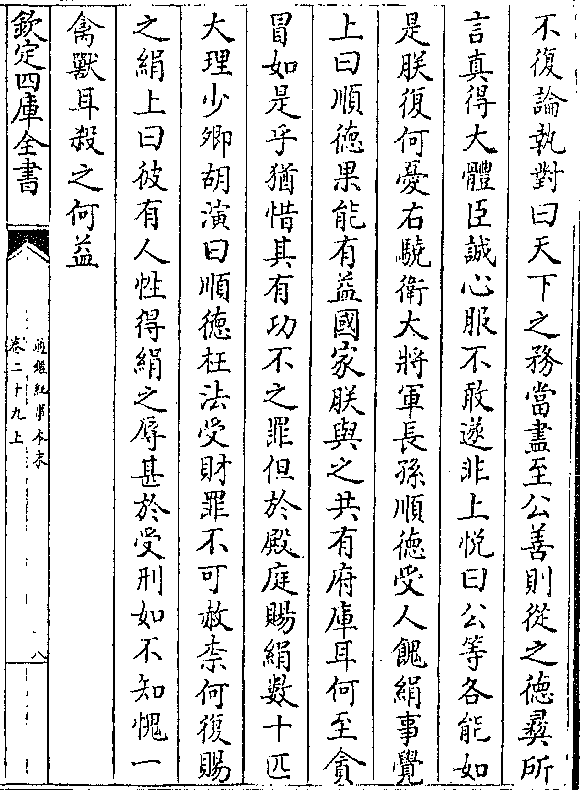 不復論執對曰天下之務當盡至公善則從之德彝所
言真得大體臣誠心服不敢遂非上悦曰公等各能如
是朕復何憂右驍衛大將軍長孫順德受人餽絹事覺
上曰順德果能有益國家朕與之共有府庫耳何至貪
冒如是乎猶惜其有功不之罪但於殿庭賜絹數十匹
大理少卿胡演曰順德枉法受財罪不可赦柰何復賜
之絹上曰彼有人性得絹之辱甚於受刑如不知愧一
禽獸耳殺之何益
欽定四庫全書
通鑑紀事本末
卷二十九上
八